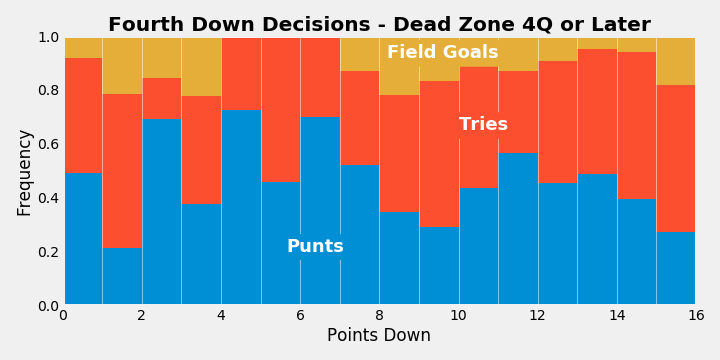 Fourth Down Decisions - Dead Zone 4Q or Later
1.0
Field Goals
0.8
Tries
0.6
Frequency
0.4
Punts
0.2
0.0
0 2 4 6 8 10 12 14 16
Points Down